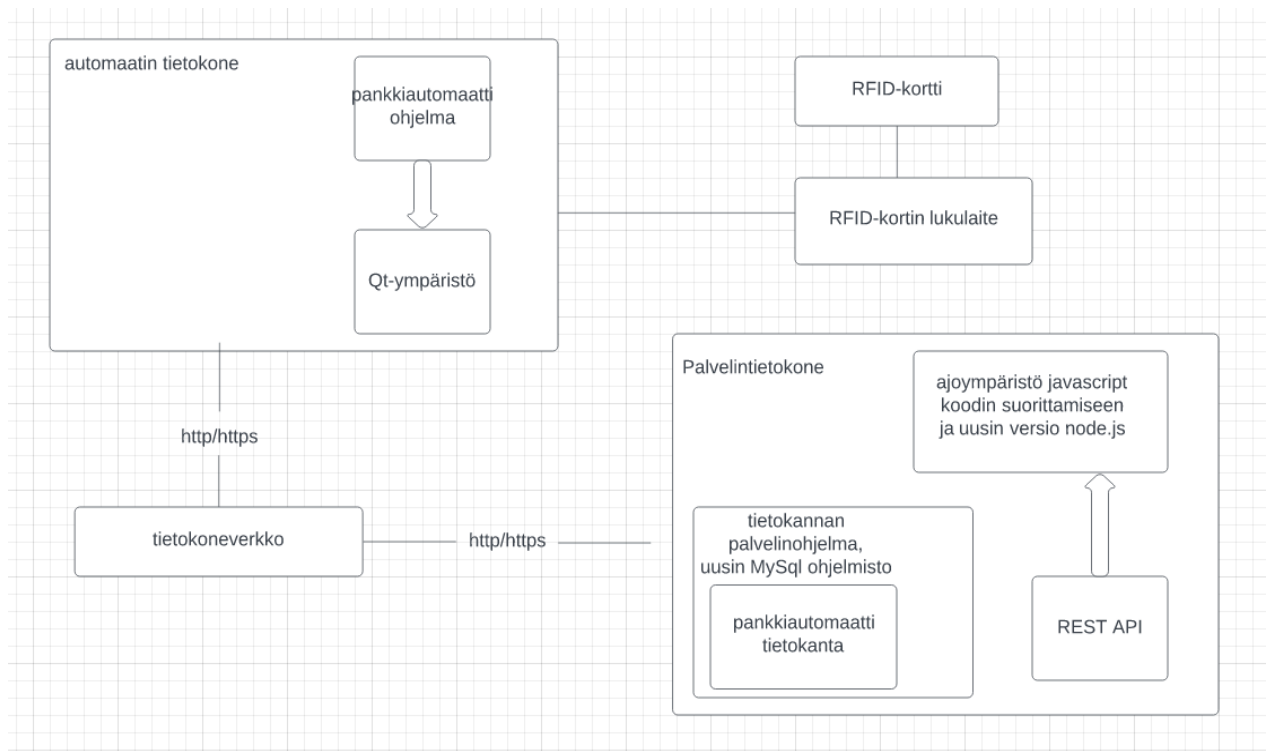 automaatin tietokone
pankkiautomaatti
ohjelma
Qt-ympäristö
RFID-kortti
RFID-kortin lukulaite
http/https
tietokoneverkko
http/https
Palvelintietokone
ajoympäristö javascript
koodin suorittamiseen
ja uusin versio node.js
tietokannan
palvelinohjelma,
uusin MySql ohjelmisto
pankkiautomaatti
tietokanta
REST API